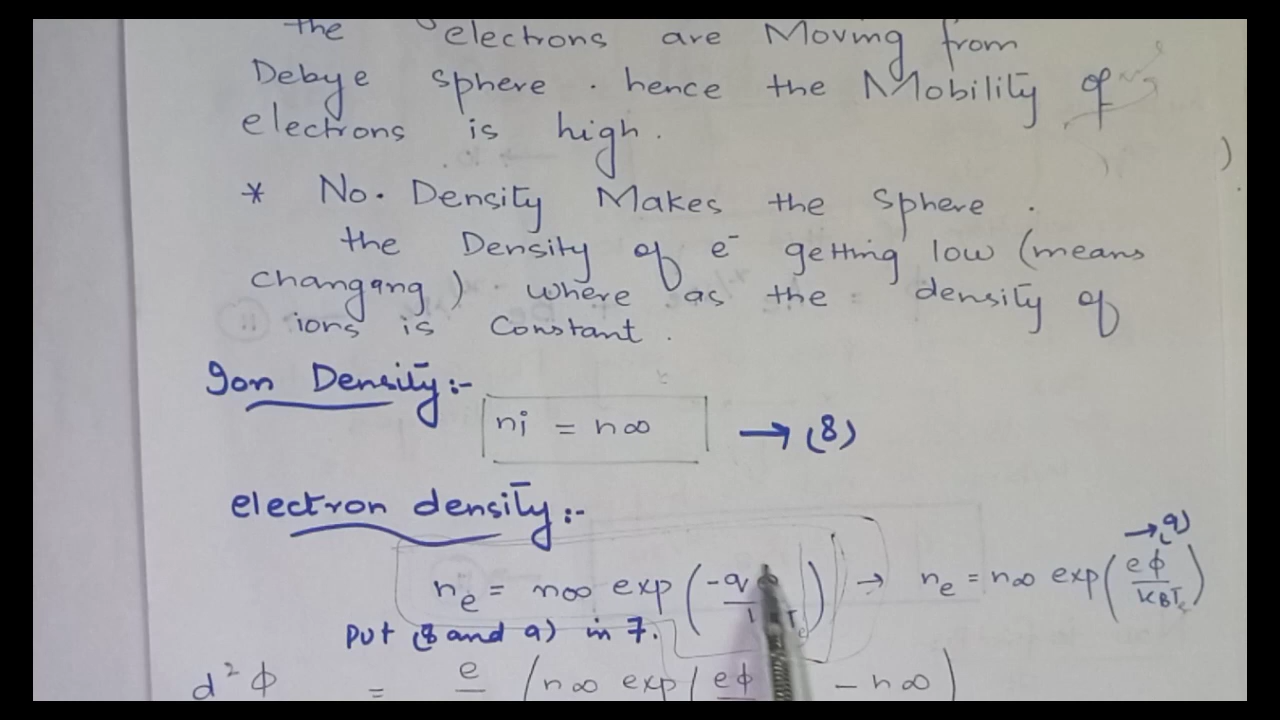 the electrons are Moving from
Debye sphere . hence the Mobility of
electrons is high .
* No. Density Makes the Sphere .
the Density of e⁻ getting low (means
changang ) . where as the density of
ions is Constant .
Ion Density :-
ni = n∞ → (8)
electron density :-
→ (9)
nₑ = n∞ exp ( -q → nₑ = n∞ exp ( eϕ / KBTₑ )
put (8 and 9) in 7.
d²ϕ = e ( n∞ exp ( eϕ - n∞ )